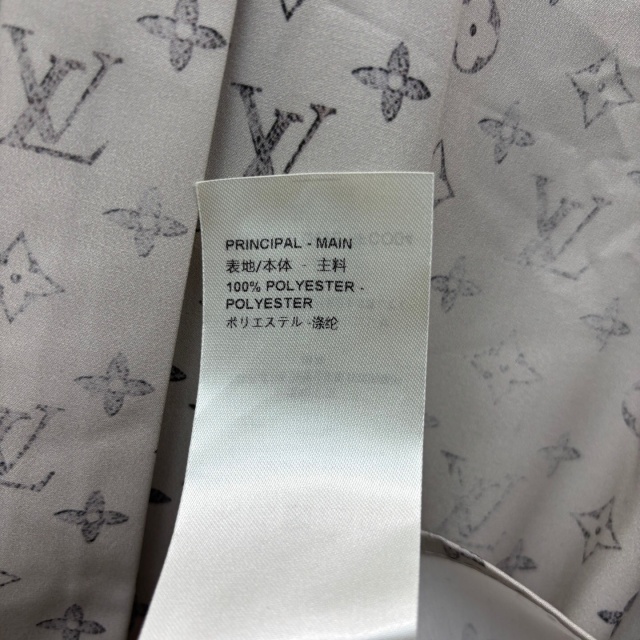 PRINCIPAL - MAIN
表地/本体 - 主料
100% POLYESTER -
POLYESTER
ポリエステル -涤纶